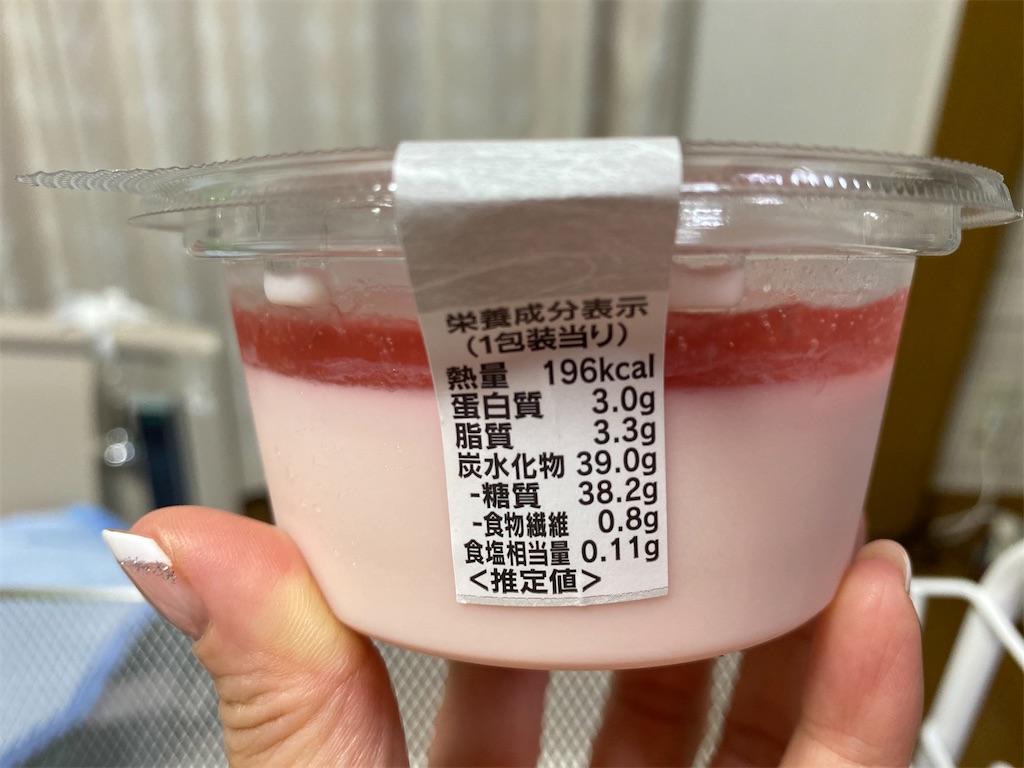 栄養成分表示
(1包装当り)
熱量 196kcal
蛋白質 3.0g
脂質 3.3g
炭水化物 39.0g
-糖質 38.2g
-食物繊維 0.8g
食塩相当量 0.11g
<推定値>